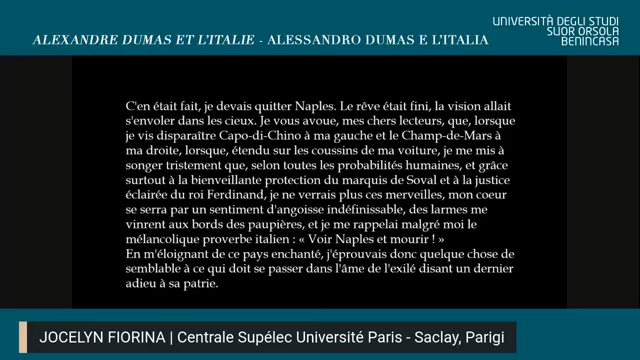 ALEXANDRE DUMAS ET L'ITALIE - ALESSANDRO DUMAS E L'ITALIA
UNIVERSITÀ DEGLI STUDI
SUOR ORSOLA
BENINCASA
C'en était fait, je devais quitter Naples. Le rêve était fini, la vision allait
s'envoler dans les cieux. Je vous avoue, mes chers lecteurs, que, lorsque
je vis disparaître Capo-di-Chino à ma gauche et le Champ-de-Mars à
ma droite, lorsque, étendu sur les coussins de ma voiture, je me mis à
songer tristement que, selon toutes les probabilités humaines, et grâce
surtout à la bienveillante protection du marquis de Soval et à la justice
éclairée du roi Ferdinand, je ne verrais plus ces merveilles, mon coeur
se serra par un sentiment d'angoisse indéfinissable, des larmes me
vinrent aux bords des paupières, et je me rappelai malgré moi le
mélancolique proverbe italien : « Voir Naples et mourir ! »
En m'éloignant de ce pays enchanté, j'éprouvais donc quelque chose de
semblable à ce qui doit se passer dans l'âme de l'exilé disant un dernier
adieu à sa patrie.
JOCELYN FIORINA | Centrale Supélec Université Paris - Saclay, Parigi